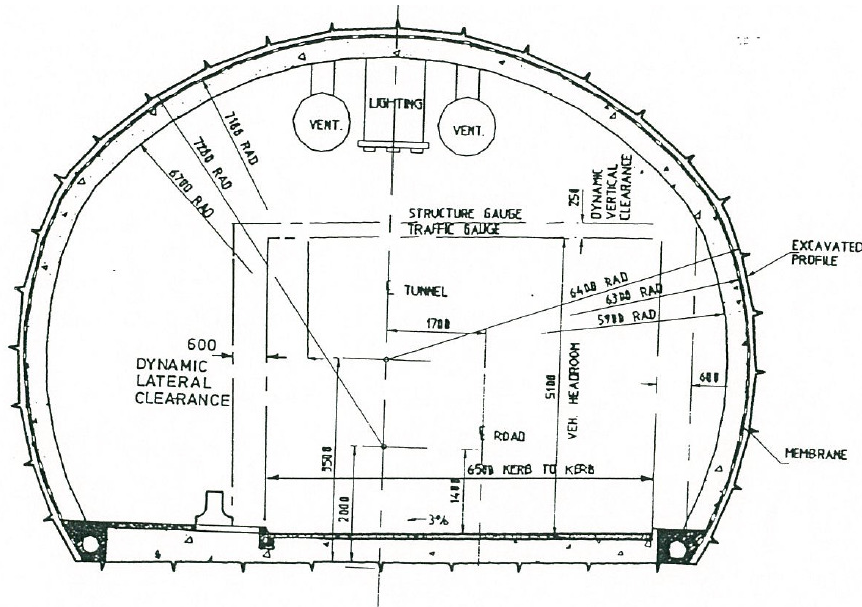 LIGHTING
VENT.
VENT.
7100 RAD
7200 RAD
6700 RAD
250
DYNAMIC
VERTICAL
CLEARANCE
STRUCTURE GAUGE
TRAFFIC GAUGE
EXCAVATED
PROFILE
6400 RAD
6300 RAD
5900 RAD
TUNNEL
1700
600
DYNAMIC
LATERAL
CLEARANCE
5100
VEH. HEADROOM
600
ROAD
MEMBRANE
3500
2000
1400
6500 KERB TO KERB
3%